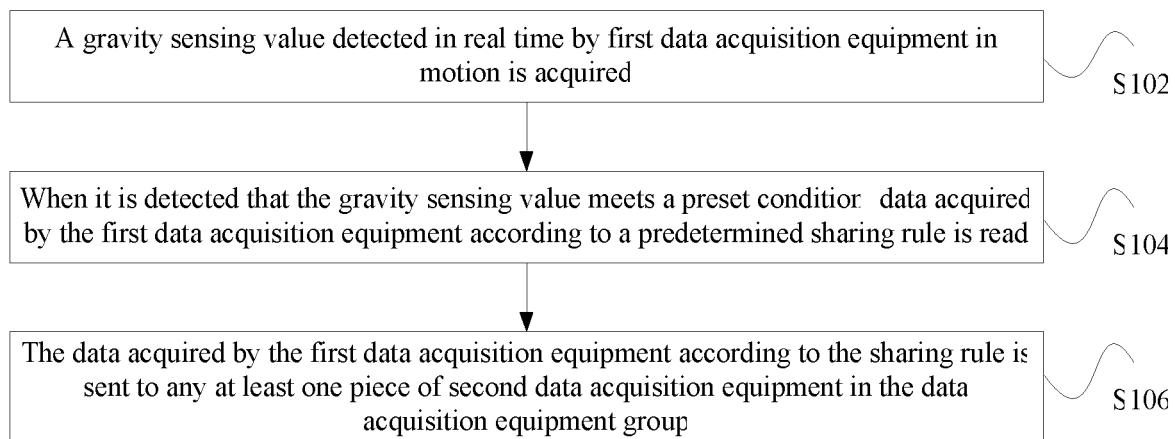 A gravity sensing value detected in real time by first data acquisition equipment in
motion is acquired
S102
When it is detected that the gravity sensing value meets a preset condition data acquired
by the first data acquisition equipment according to a predetermined sharing rule is read
S104
The data acquired by the first data acquisition equipment according to the sharing rule is
sent to any at least one piece of second data acquisition equipment in the data
acquisition equipment group
S106